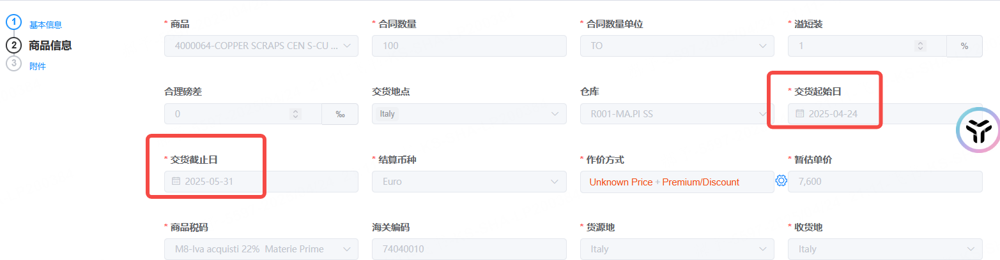 1 基本信息
2 商品信息
3 附件
* 商品
4000064-COPPER SCRAPS CEN S-CU ...
* 合同数量
100
* 合同数量单位
TO
* 溢短装
1 %
合理磅差
0 ‰
交货地点
Italy
仓库
R001-MA.PI SS
* 交货起始日
2025-04-24
* 交货截止日
2025-05-31
* 结算币种
Euro
* 作价方式
Unknown Price + Premium/Discount
* 暂估单价
7,600
* 商品税码
M8-Iva acquisti 22% Materie Prime
海关编码
74040010
* 货源地
Italy
* 收货地
Italy